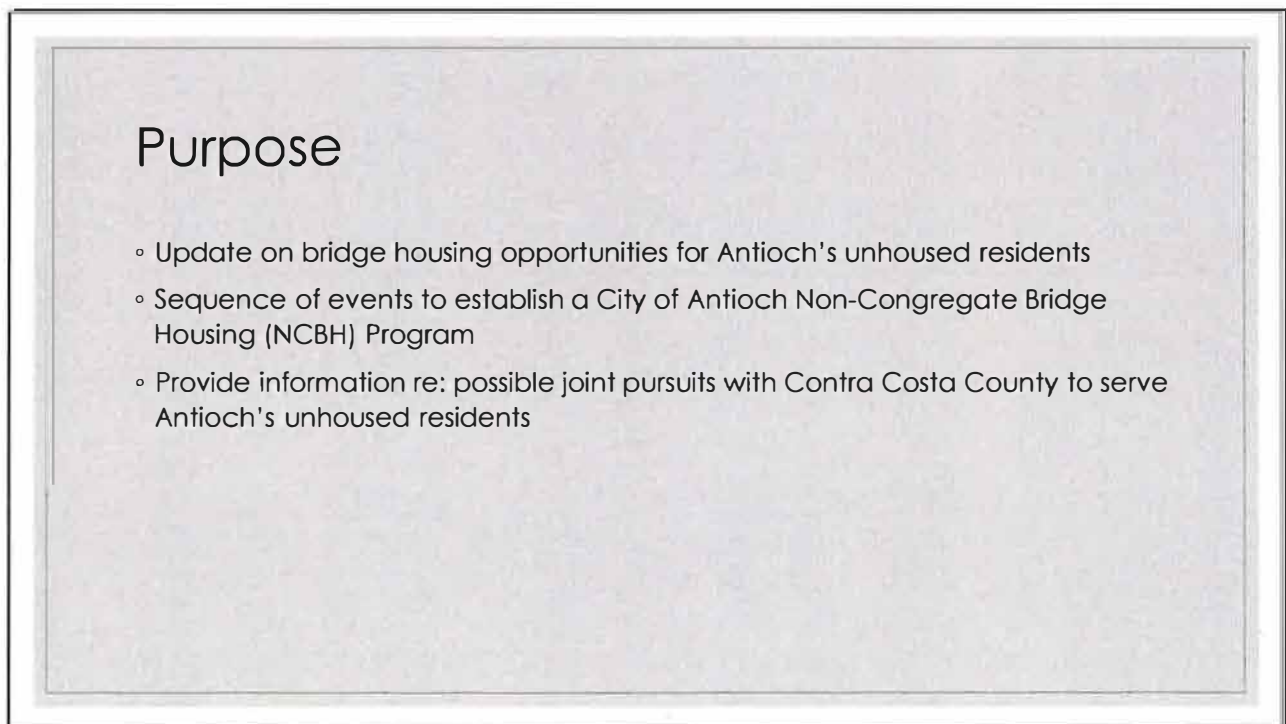 Purpose
◦ Update on bridge housing opportunities for Antioch's unhoused residents
◦ Sequence of events to establish a City of Antioch Non-Congregate Bridge
Housing (NCBH) Program
◦ Provide information re: possible joint pursuits with Contra Costa County to serve
Antioch's unhoused residents